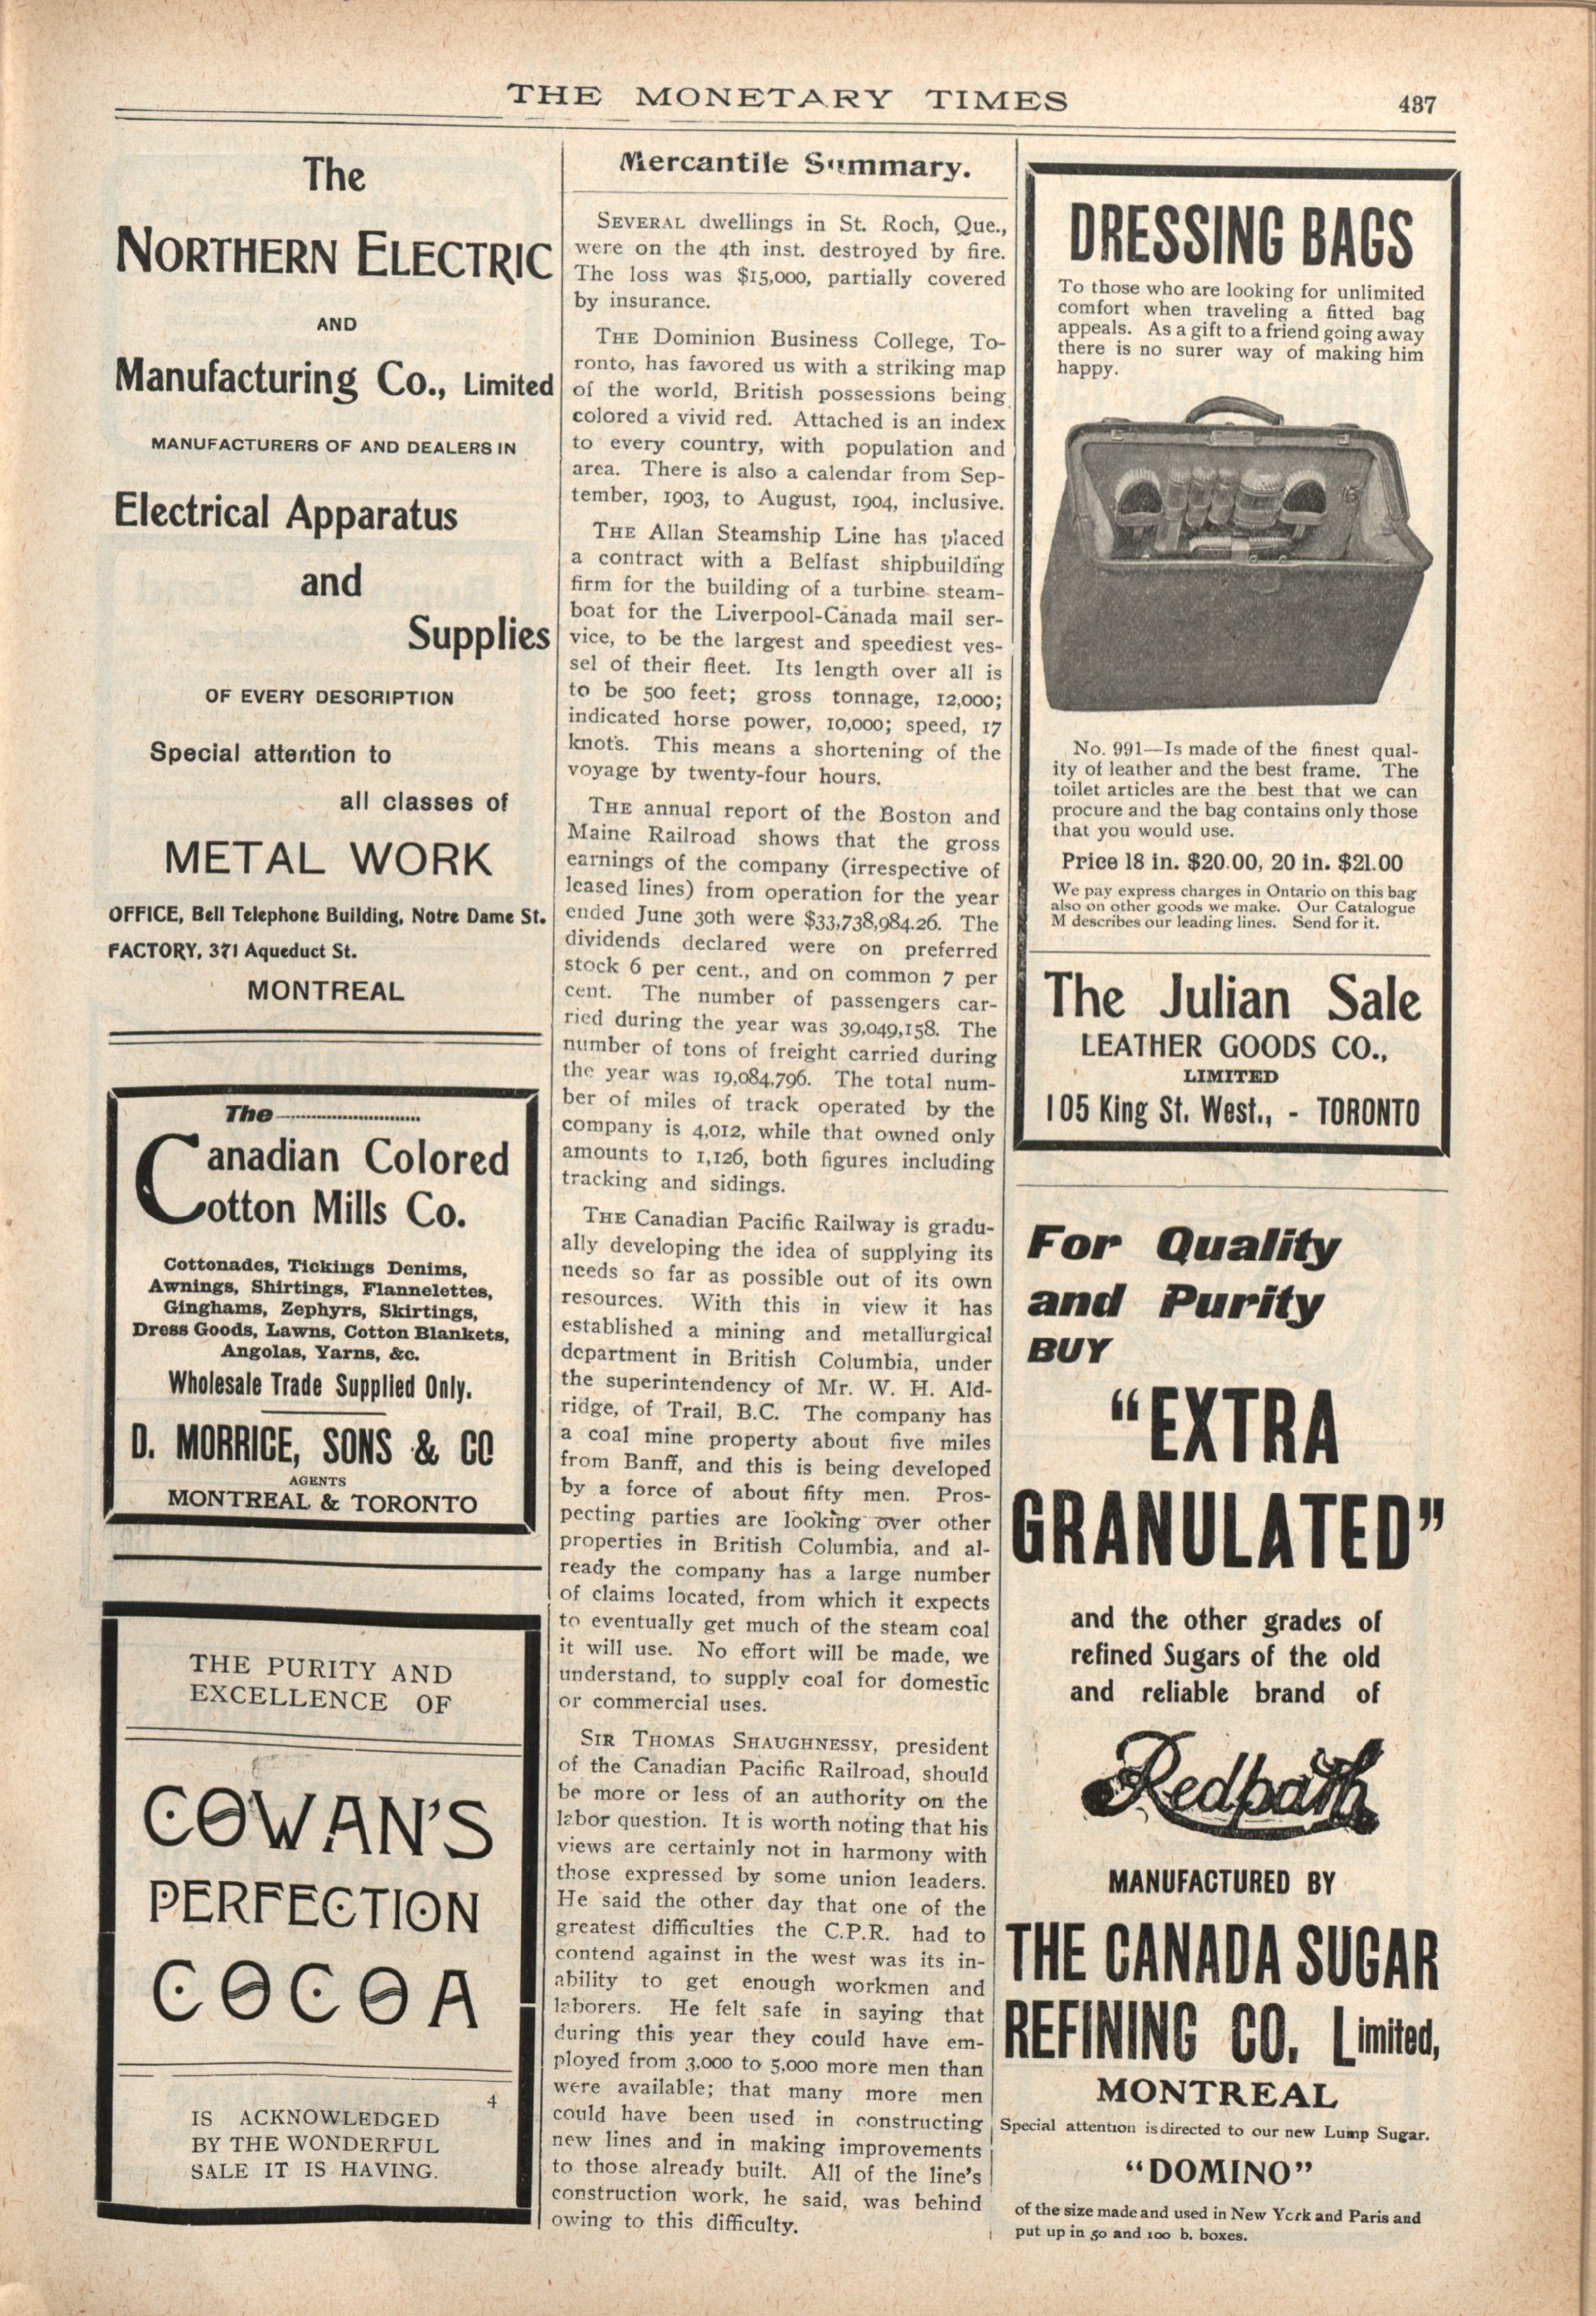 THE MONETARY TIMES
437
The
NORTHERN ELECTRIC
AND
Manufacturing Co., Limited
MANUFACTURERS OF AND DEALERS IN
Electrical Apparatus
and
Supplies
OF EVERY DESCRIPTION
Special attention to
all classes of
METAL WORK
OFFICE, Bell Telephone Building, Notre Dame St.
FACTORY, 371 Aqueduct St.
MONTREAL
The
Canadian Colored
Cotton Mills Co.
Cottonades, Tickings Denims,
Awnings, Shirtings, Flannelettes,
Ginghams, Zephyrs, Skirtings,
Dress Goods, Lawns, Cotton Blankets,
Angolas, Yarns, &c.
Wholesale Trade Supplied Only.
D. MORRICE, SONS & CO
AGENTS
MONTREAL & TORONTO
THE PURITY AND
EXCELLENCE OF
COWAN'S
PERFECTION
COCOA
4
IS ACKNOWLEDGED
BY THE WONDERFUL
SALE IT IS HAVING.
Mercantile Summary.
SEVERAL dwellings in St. Roch, Que.,
were on the 4th inst. destroyed by fire.
The loss was $15,000, partially covered
by insurance.
THE Dominion Business College, To-
ronto, has favored us with a striking map
of the world, British possessions being
colored a vivid red. Attached is an index
to every country, with population and
area. There is also a calendar from Sep-
tember, 1903, to August, 1904, inclusive.
THE Allan Steamship Line has placed
a contract with a Belfast shipbuilding
firm for the building of a turbine steam-
boat for the Liverpool-Canada mail ser-
vice, to be the largest and speediest ves-
sel of their fleet. Its length over all is
to be 500 feet; gross tonnage, 12,000;
indicated horse power, 10,000; speed, 17
knots. This means a shortening of the
voyage by twenty-four hours.
THE annual report of the Boston and
Maine Railroad shows that the gross
earnings of the company (irrespective of
leased lines) from operation for the year
ended June 30th were $33,738,984.26. The
dividends declared were on preferred
stock 6 per cent., and on common 7 per
cent. The number of passengers car-
ried during the year was 39,049,158. The
number of tons of freight carried during
the year was 19,084,796. The total num-
ber of miles of track operated by the
company is 4,012, while that owned only
amounts to 1,126, both figures including
tracking and sidings.
THE Canadian Pacific Railway is gradu-
ally developing the idea of supplying its
needs so far as possible out of its own
resources. With this in view it has
established a mining and metallurgical
department in British Columbia, under
the superintendency of Mr. W. H. Ald-
ridge, of Trail, B.C. The company has
a coal mine property about five miles
from Banff, and this is being developed
by a force of about fifty men. Pros-
pecting parties are looking over other
properties in British Columbia, and al-
ready the company has a large number
of claims located, from which it expects
to eventually get much of the steam coal
it will use. No effort will be made, we
understand, to supply coal for domestic
or commercial uses.
SIR THOMAS SHAUGHNESSY, president
of the Canadian Pacific Railroad, should
be more or less of an authority on the
labor question. It is worth noting that his
views are certainly not in harmony with
those expressed by some union leaders.
He said the other day that one of the
greatest difficulties the C.P.R. had to
contend against in the west was its in-
ability to get enough workmen and
laborers. He felt safe in saying that
during this year they could have em-
ployed from 3,000 to 5,000 more men than
were available; that many more men
could have been used in constructing
new lines and in making improvements
to those already built. All of the line's
construction work, he said, was behind
owing to this difficulty.
DRESSING BAGS
To those who are looking for unlimited
comfort when traveling a fitted bag
appeals. As a gift to a friend going away
there is no surer way of making him
happy.
No. 991—Is made of the finest qual-
ity of leather and the best frame. The
toilet articles are the best that we can
procure and the bag contains only those
that you would use.
Price 18 in. $20.00, 20 in. $21.00
We pay express charges in Ontario on this bag
also on other goods we make. Our Catalogue
M describes our leading lines. Send for it.
The Julian Sale
LEATHER GOODS CO.,
LIMITED
105 King St. West., - TORONTO
For Quality
and Purity
BUY
"EXTRA
GRANULATED"
and the other grades of
refined Sugars of the old
and reliable brand of
Redpath
MANUFACTURED BY
THE CANADA SUGAR
REFINING CO. Limited,
MONTREAL
Special attention is directed to our new Lump Sugar.
"DOMINO"
of the size made and used in New York and Paris and
put up in 50 and 100 b. boxes.